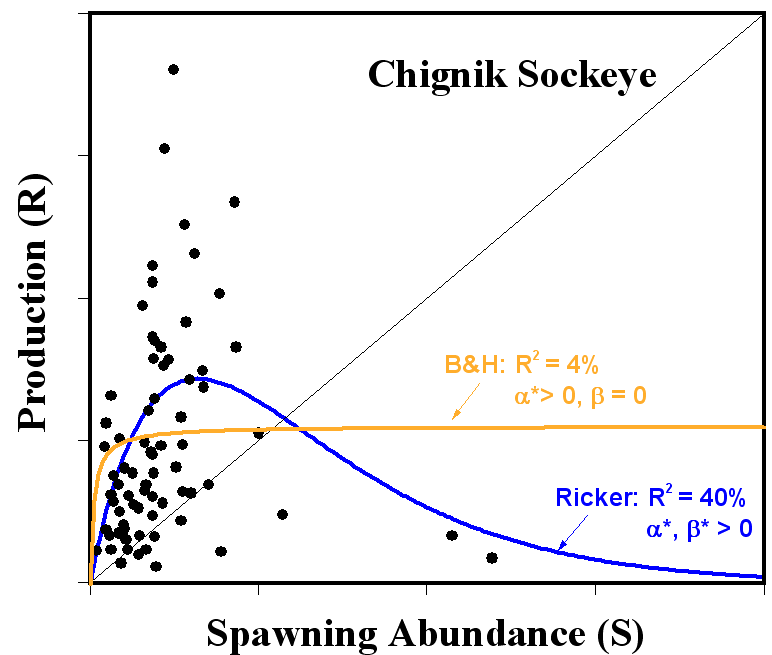 Chignik Sockeye
Production (R)
B&H: R² = 4%
α*> 0, β = 0
Ricker: R² = 40%
α*, β* > 0
Spawning Abundance (S)